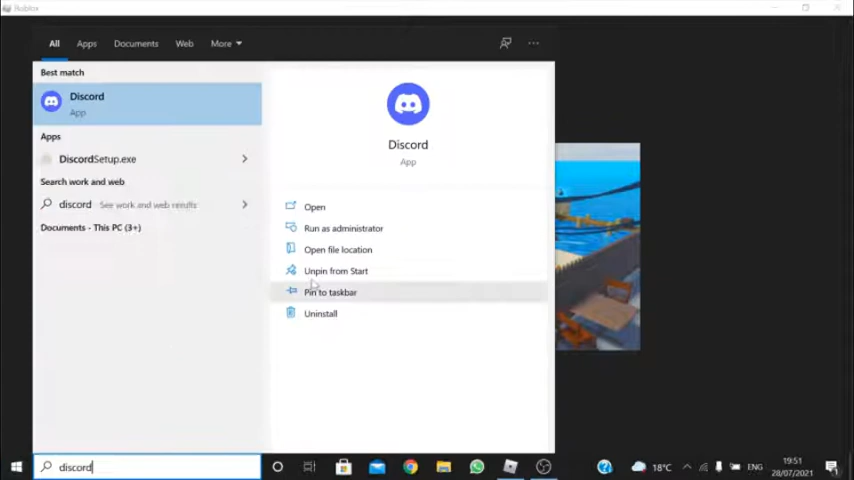 Roblox
All Apps Documents Web More
Best match
Discord
App
Apps
DiscordSetup.exe
Search work and web
discord See work and web results
Documents - This PC (3+)
Discord
App
Open
Run as administrator
Open file location
Unpin from Start
Pin to taskbar
Uninstall
discord
18°C
ENG
19:51
28/07/2021